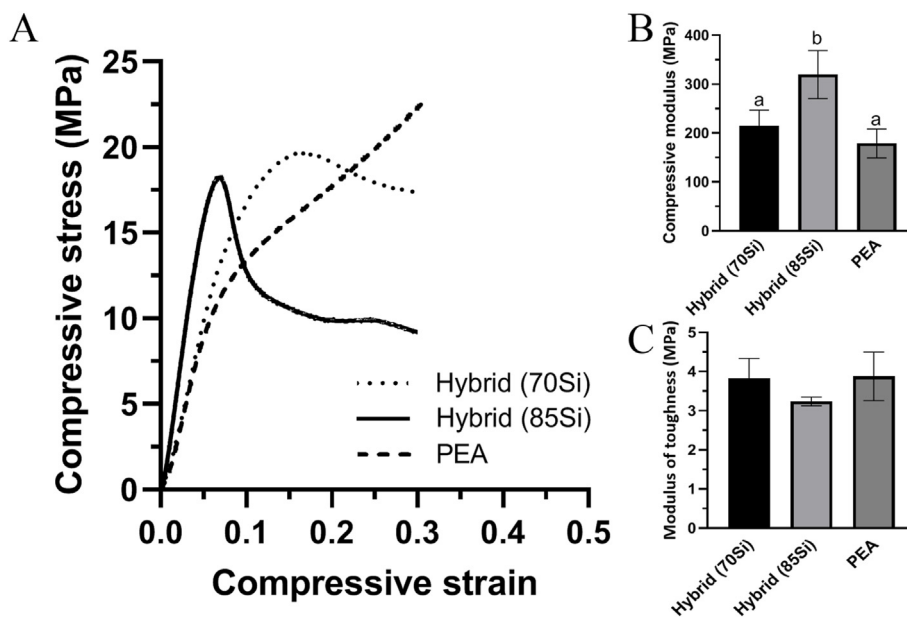 A
Compressive stress (MPa)
25
20
15
10
5
0
0.0 0.1 0.2 0.3 0.4 0.5
Compressive strain
Hybrid (70Si)
Hybrid (85Si)
PEA
B
Compressive modulus (MPa)
400
300
200
100
0
a
b
a
Hybrid (70Si)
Hybrid (85Si)
PEA
C
Modulus of toughness (MPa)
5
4
3
2
1
0
Hybrid (70Si)
Hybrid (85Si)
PEA